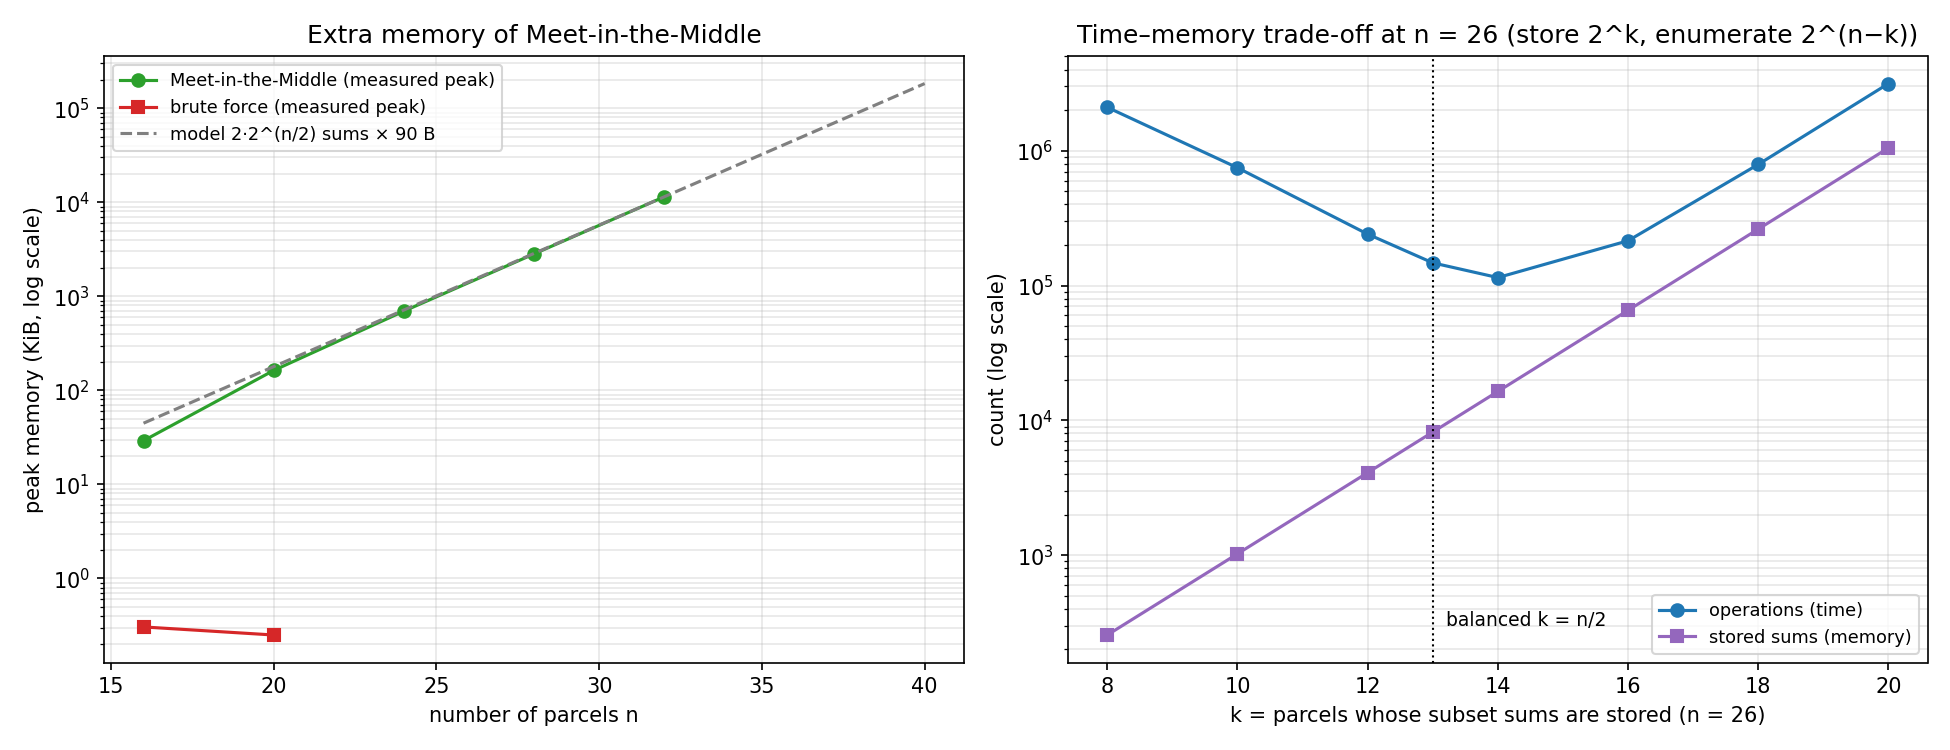 Extra memory of Meet-in-the-Middle
peak memory (KiB, log scale)
10^5
10^4
10^3
10^2
10^1
10^0
Meet-in-the-Middle (measured peak)
brute force (measured peak)
model 2·2^(n/2) sums × 90 B
15 20 25 30 35 40
number of parcels n
Time–memory trade-off at n = 26 (store 2^k, enumerate 2^(n−k))
count (log scale)
10^6
10^5
10^4
10^3
balanced k = n/2
operations (time)
stored sums (memory)
8 10 12 14 16 18 20
k = parcels whose subset sums are stored (n = 26)